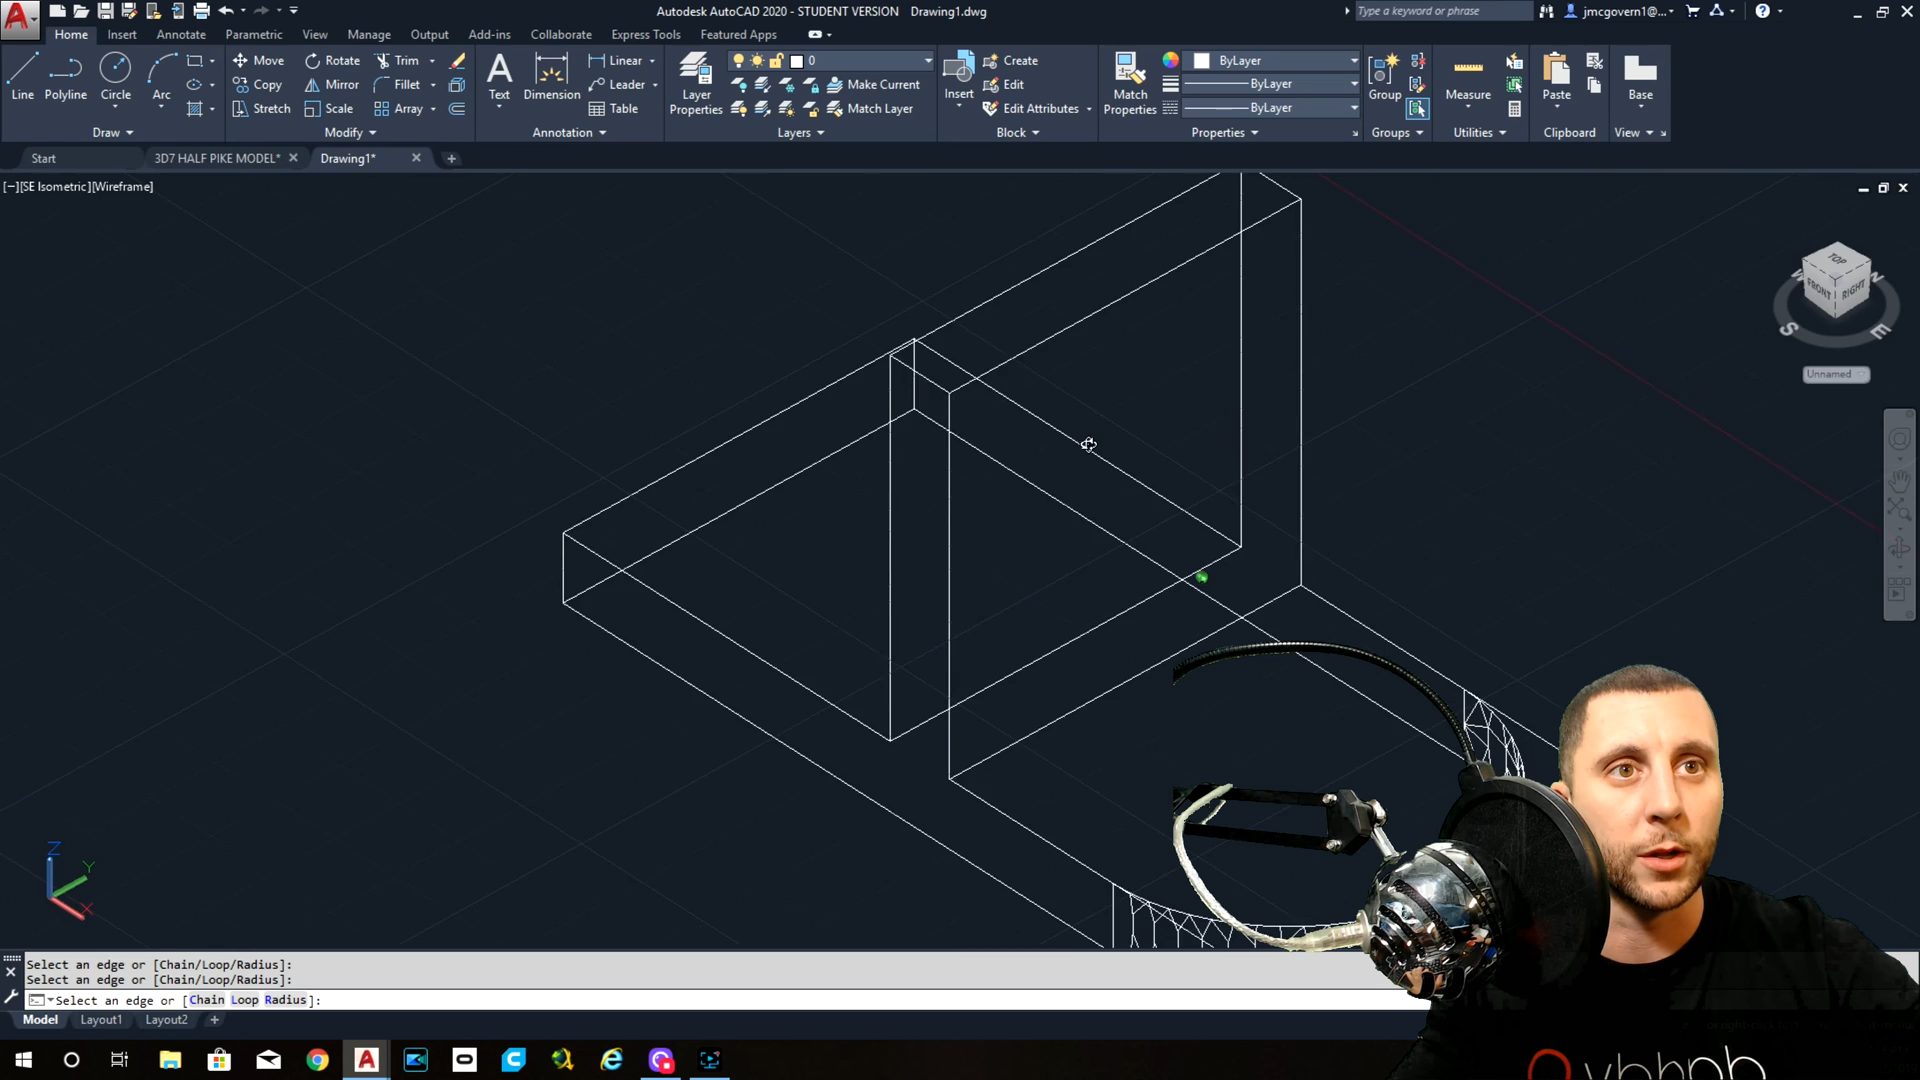 Autodesk AutoCAD 2020 - STUDENT VERSION Drawing1.dwg
Type a keyword or phrase
jmcgovern1@...
Home Insert Annotate Parametric View Manage Output Add-ins Collaborate Express Tools Featured Apps
Line Polyline Circle Arc
Move Rotate Trim
Copy Mirror Fillet
Stretch Scale Array
Text Dimension
Linear
Leader
Table
Layer Properties
0
Make Current
Match Layer
Insert
Create
Edit
Edit Attributes
Match Properties
ByLayer
ByLayer
ByLayer
Group Measure Paste Base
Draw Modify Annotation Layers Block Properties Groups Utilities Clipboard View
Start 3D7 HALF PIKE MODEL* Drawing1*
[−][SE Isometric][Wireframe]
TOP
FRONT RIGHT
W N
S E
Unnamed
Z
Y
X
Select an edge or [Chain/Loop/Radius]:
Select an edge or [Chain/Loop/Radius]:
Select an edge or [Chain Loop Radius]:
Model Layout1 Layout2 +